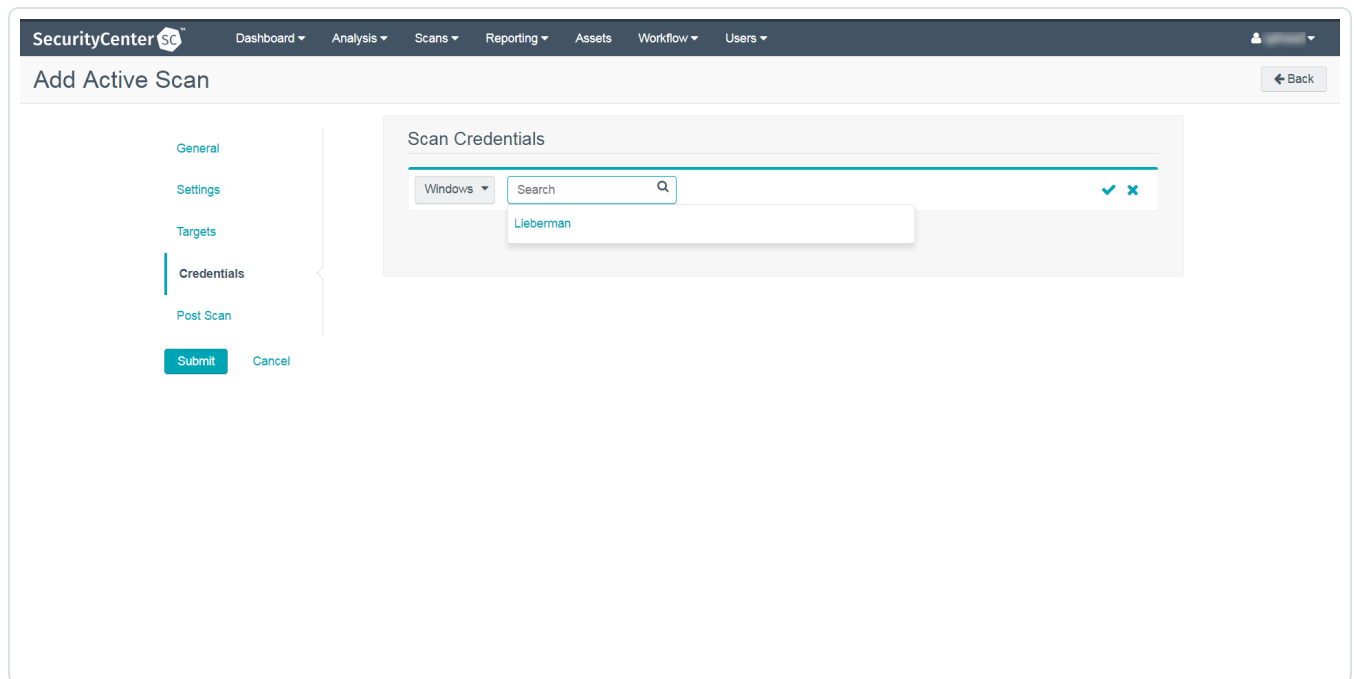 SecurityCenter SC Dashboard Analysis Scans Reporting Assets Workflow Users
Add Active Scan
Back
General
Settings
Targets
Credentials
Post Scan
Submit Cancel
Scan Credentials
Windows Search
Lieberman